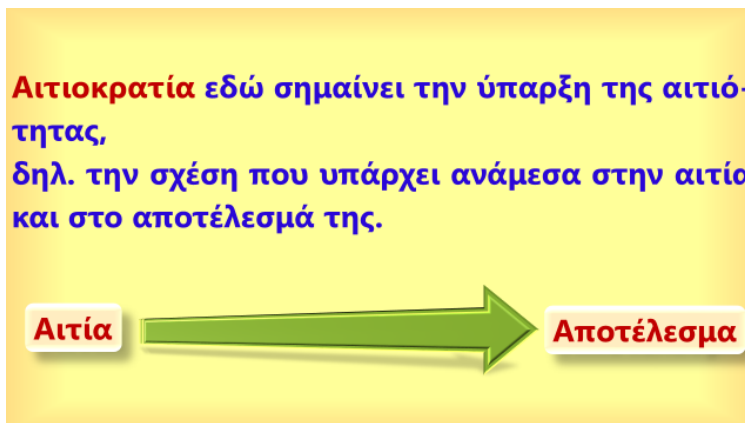 Αιτιοκρατία εδώ σημαίνει την ύπαρξη της αιτιό-
τητας,
δηλ. την σχέση που υπάρχει ανάμεσα στην αιτία
και στο αποτέλεσμά της.
Αιτία
Αποτέλεσμα